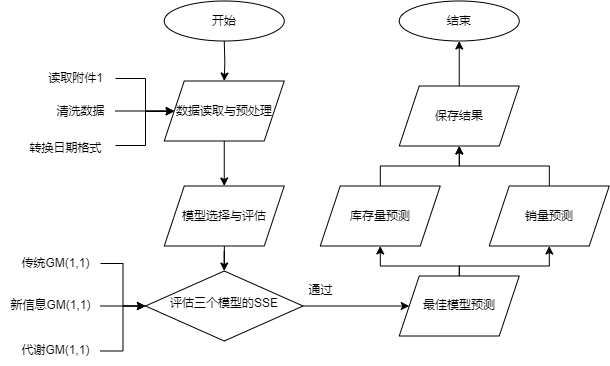 开始
读取附件1
清洗数据
转换日期格式
数据读取与预处理
模型选择与评估
传统GM(1,1)
新信息GM(1,1)
代谢GM(1,1)
评估三个模型的SSE
通过
最佳模型预测
库存量预测
销量预测
保存结果
结束